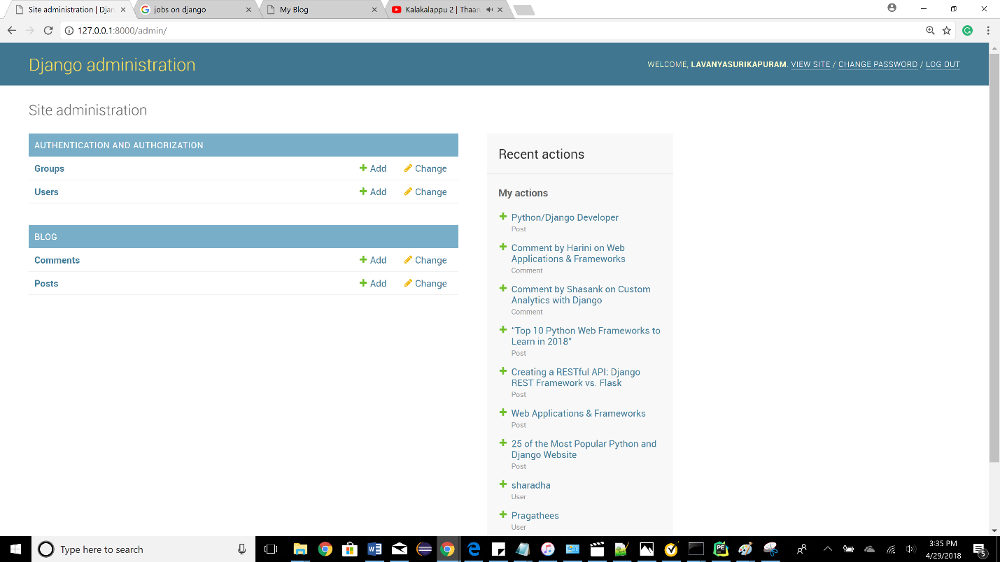 Site administration | Djan
jobs on django
My Blog
Kalakalappu 2 | Thaan
127.0.0.1:8000/admin/
Django administration
WELCOME, LAVANYASURIKAPURAM. VIEW SITE / CHANGE PASSWORD / LOG OUT
Site administration
AUTHENTICATION AND AUTHORIZATION
Groups Add Change
Users Add Change
BLOG
Comments Add Change
Posts Add Change
Recent actions
My actions
Python/Django Developer
Post
Comment by Harini on Web
Applications & Frameworks
Comment
Comment by Shasank on Custom
Analytics with Django
Comment
"Top 10 Python Web Frameworks to
Learn in 2018"
Post
Creating a RESTful API: Django
REST Framework vs. Flask
Post
Web Applications & Frameworks
Post
25 of the Most Popular Python and
Django Website
Post
sharadha
User
Pragathees
User
Type here to search
3:35 PM
4/29/2018
5